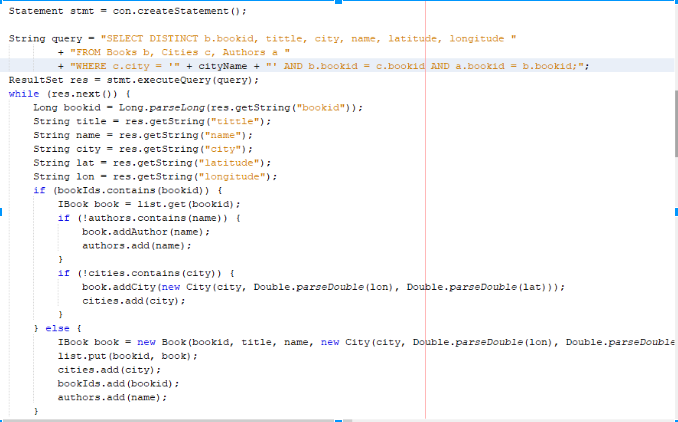 Statement stmt = con.createStatement();
String query = "SELECT DISTINCT b.bookid, tittle, city, name, latitude, longitude "
+ "FROM Books b, Cities c, Authors a "
+ "WHERE c.city = '" + cityName + "' AND b.bookid = c.bookid AND a.bookid = b.bookid;";
ResultSet res = stmt.executeQuery(query);
while (res.next()) {
Long bookid = Long.parseLong(res.getString("bookid"));
String title = res.getString("tittle");
String name = res.getString("name");
String city = res.getString("city");
String lat = res.getString("latitude");
String lon = res.getString("longitude");
if (bookIds.contains(bookid)) {
IBook book = list.get(bookid);
if (!authors.contains(name)) {
book.addAuthor(name);
authors.add(name);
}
if (!cities.contains(city)) {
book.addCity(new City(city, Double.parseDouble(lon), Double.parseDouble(lat)));
cities.add(city);
}
} else {
IBook book = new Book(bookid, title, name, new City(city, Double.parseDouble(lon), Double.parseDouble
list.put(bookid, book);
cities.add(city);
bookIds.add(bookid);
authors.add(name);
}